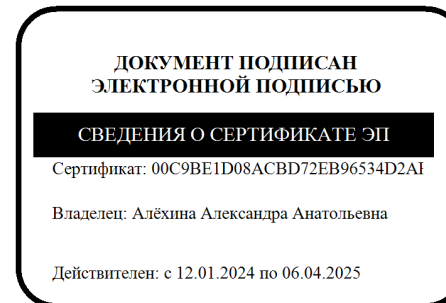 ДОКУМЕНТ ПОДПИСАН
ЭЛЕКТРОННОЙ ПОДПИСЬЮ
СВЕДЕНИЯ О СЕРТИФИКАТЕ ЭП
Сертификат: 00C9BE1D08ACBD72EB96534D2A
Владелец: Алёхина Александра Анатольевна
Действителен: с 12.01.2024 по 06.04.2025